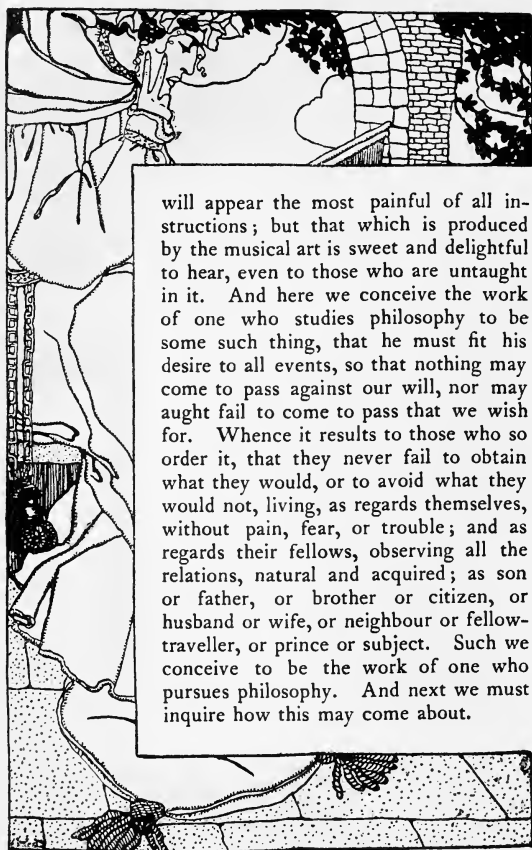 will appear the most painful of all in-
structions; but that which is produced
by the musical art is sweet and delightful
to hear, even to those who are untaught
in it. And here we conceive the work
of one who studies philosophy to be
some such thing, that he must fit his
desire to all events, so that nothing may
come to pass against our will, nor may
aught fail to come to pass that we wish
for. Whence it results to those who so
order it, that they never fail to obtain
what they would, or to avoid what they
would not, living, as regards themselves,
without pain, fear, or trouble; and as
regards their fellows, observing all the
relations, natural and acquired; as son
or father, or brother or citizen, or
husband or wife, or neighbour or fellow-
traveller, or prince or subject. Such we
conceive to be the work of one who
pursues philosophy. And next we must
inquire how this may come about.